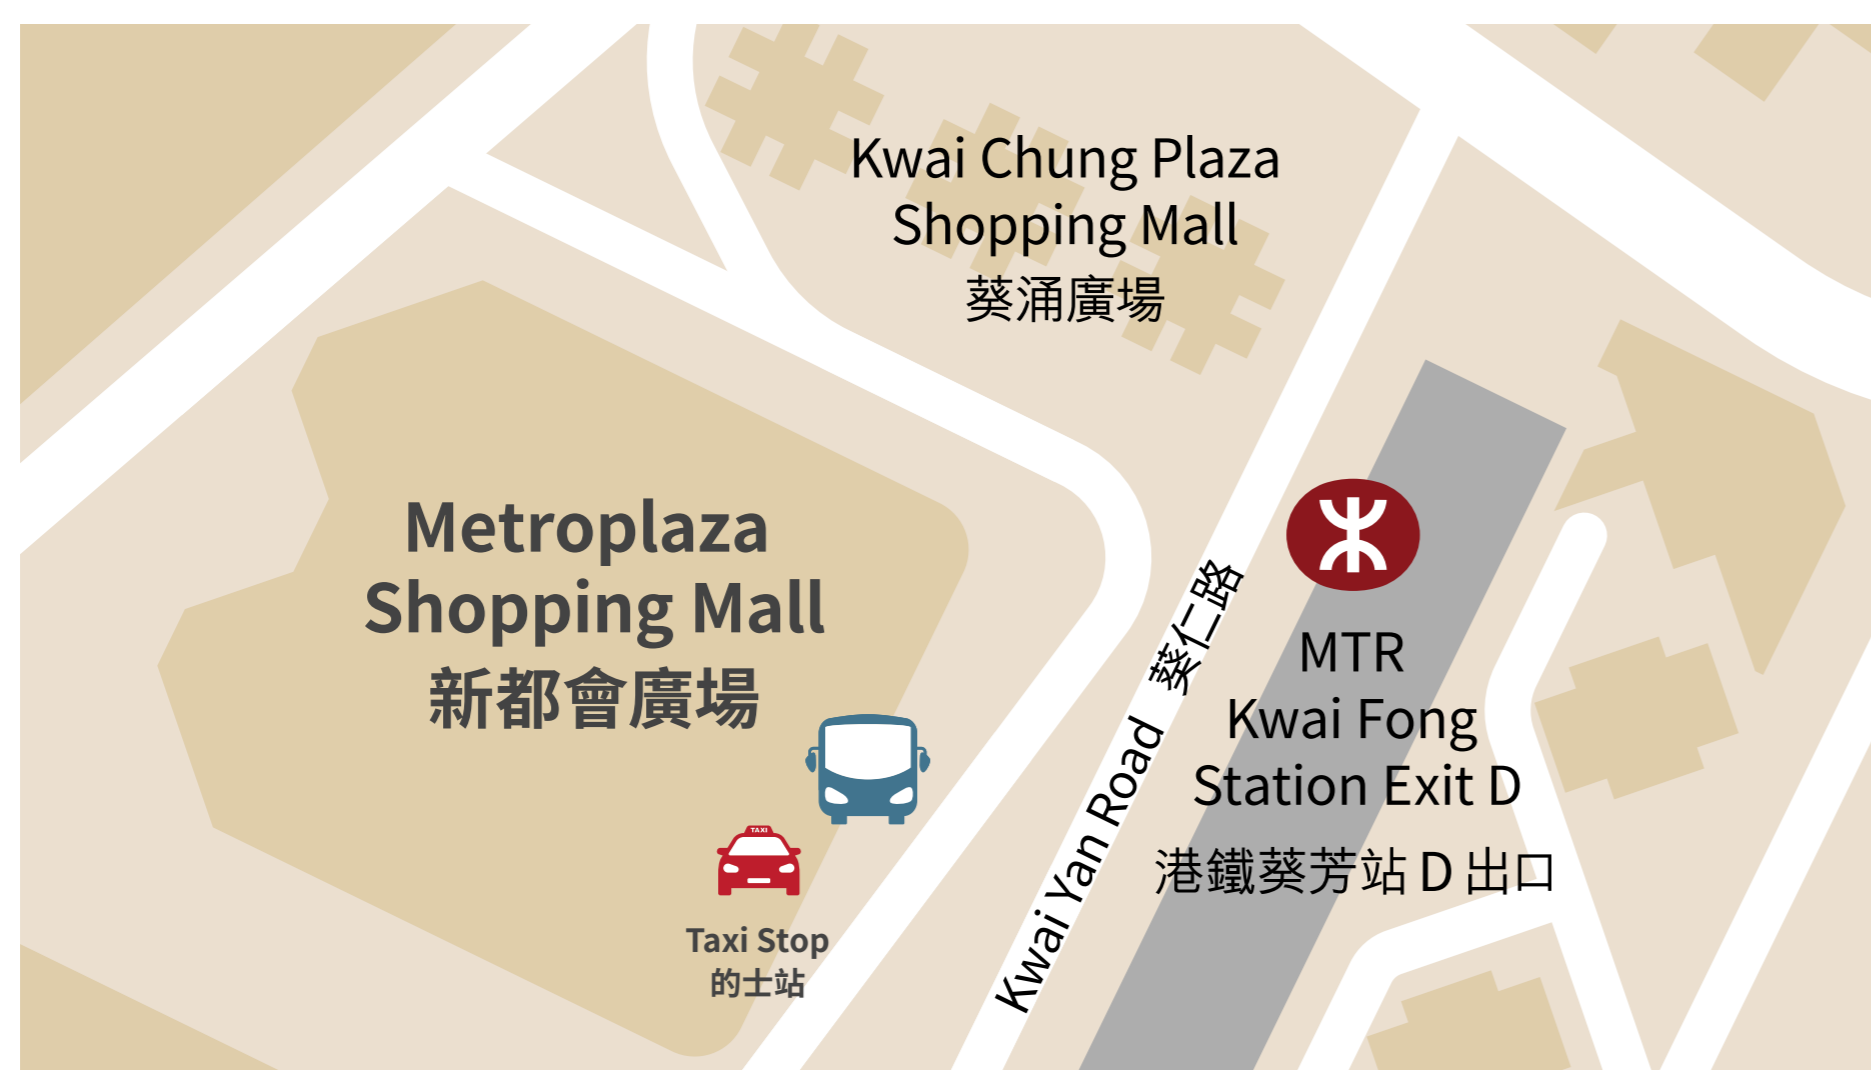 Kwai Chung Plaza
Shopping Mall
葵涌廣場
Metroplaza
Shopping Mall
新都會廣場
TAXI
Taxi Stop
的士站
Kwai Yan Road 葵仁路
MTR
Kwai Fong
Station Exit D
港鐵葵芳站 D 出口